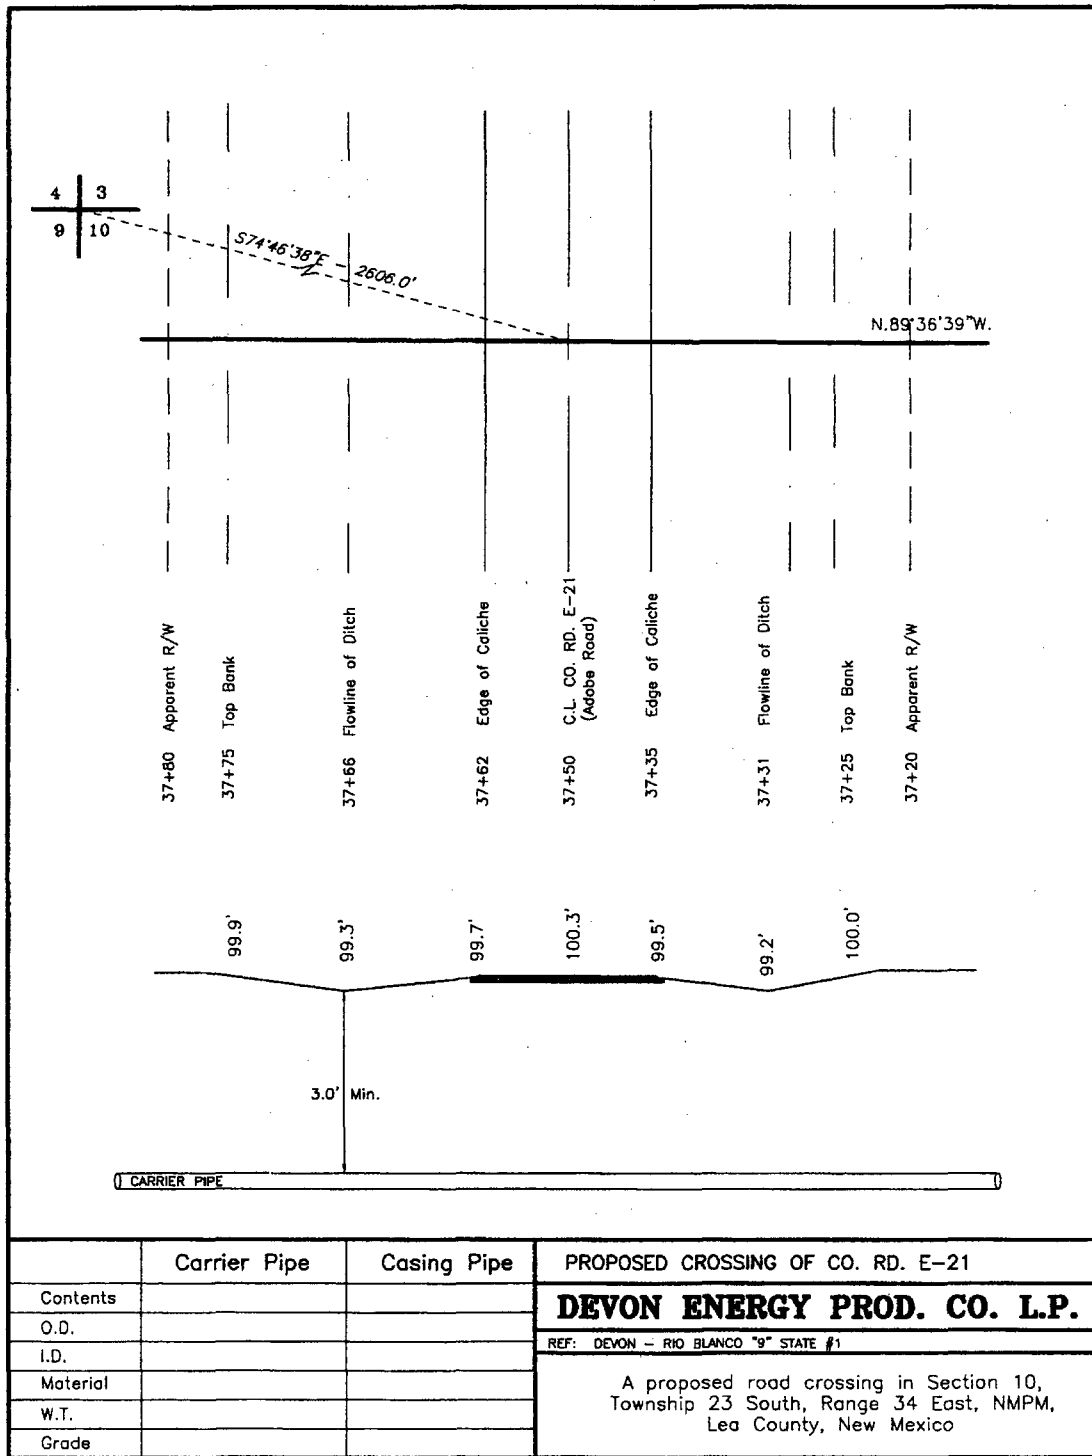 4 3
9 10
S74°46'38"E - 2606.0'
N.89°36'39"W.
37+80 Apparent R/W
37+75 Top Bank
37+66 Flowline of Ditch
37+62 Edge of Caliche
37+50 C.L. CO. RD. E-21
(Adobe Road)
37+35 Edge of Caliche
37+31 Flowline of Ditch
37+25 Top Bank
37+20 Apparent R/W
99.9'
99.3'
99.7'
100.3'
99.5'
99.2'
100.0'
3.0' Min.
CARRIER PIPE
Carrier Pipe
Casing Pipe
Contents
O.D.
I.D.
Material
W.T.
Grade
PROPOSED CROSSING OF CO. RD. E-21
DEVON ENERGY PROD. CO. L.P.
REF: DEVON - RIO BLANCO "9" STATE #1
A proposed road crossing in Section 10,
Township 23 South, Range 34 East, NMPM,
Lea County, New Mexico